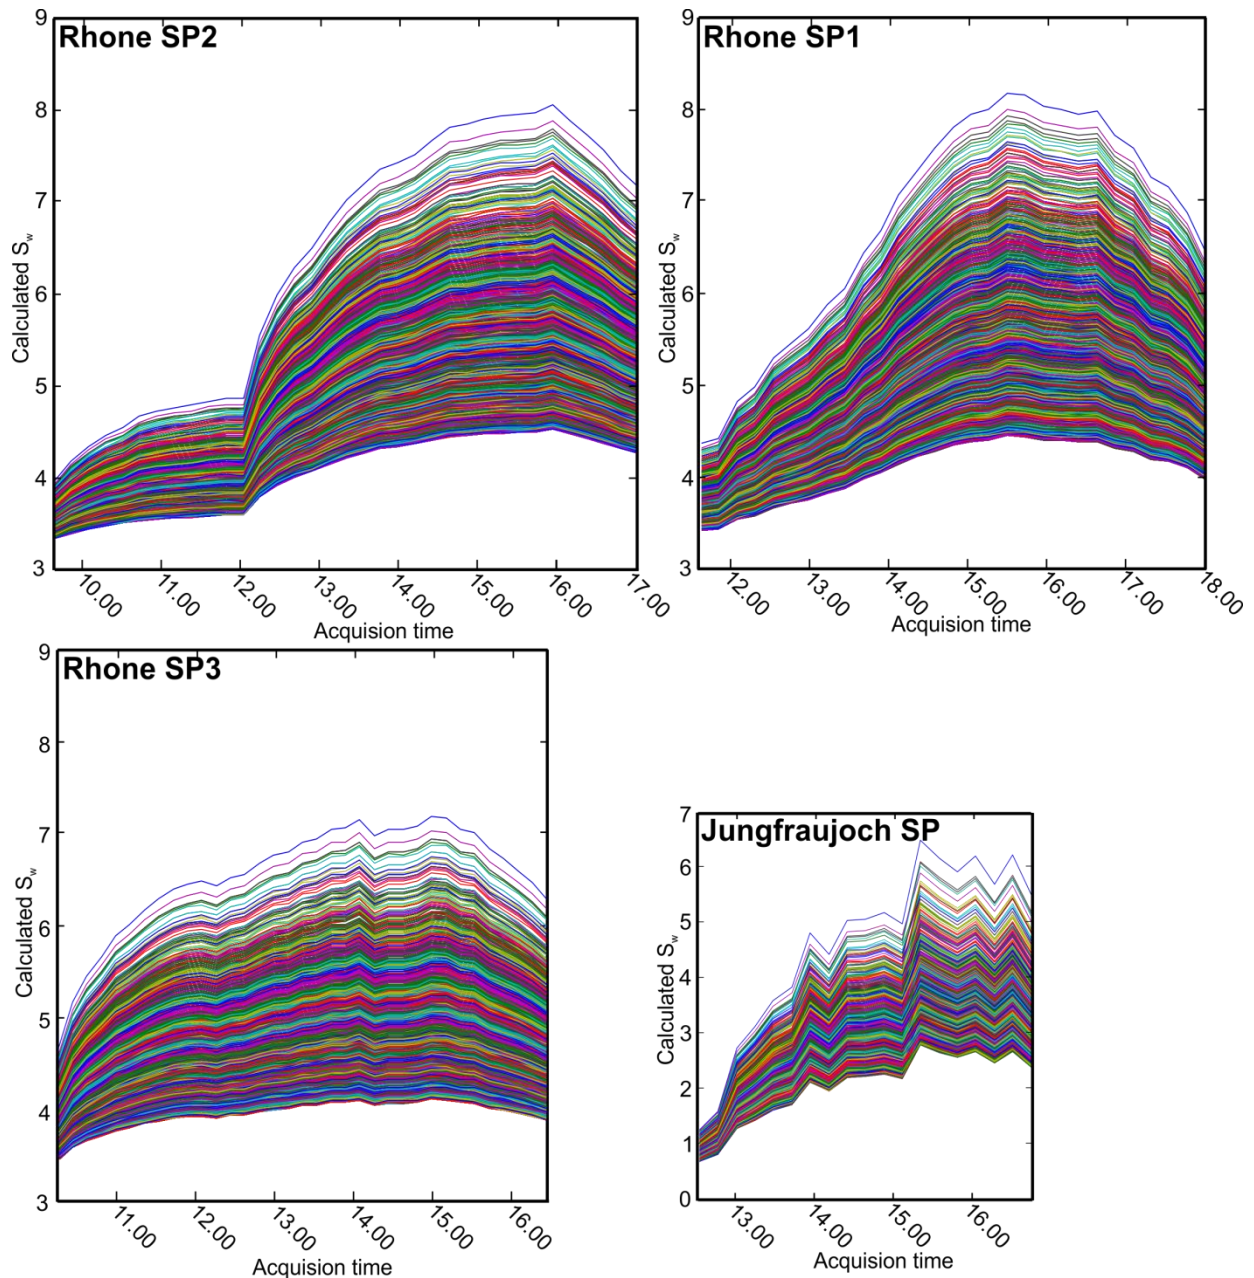 Rhone SP2
9
8
7
6
5
4
3
Calculated Sw
10.00 11.00 12.00 13.00 14.00 15.00 16.00 17.00
Acquision time
Rhone SP1
9
8
7
6
5
4
3
Calculated Sw
12.00 13.00 14.00 15.00 16.00 17.00 18.00
Acquision time
Rhone SP3
9
8
7
6
5
4
3
Calculated Sw
11.00 12.00 13.00 14.00 15.00 16.00
Acquision time
Jungfraujoch SP
7
6
5
4
3
2
1
0
Calculated Sw
13.00 14.00 15.00 16.00
Acquision time